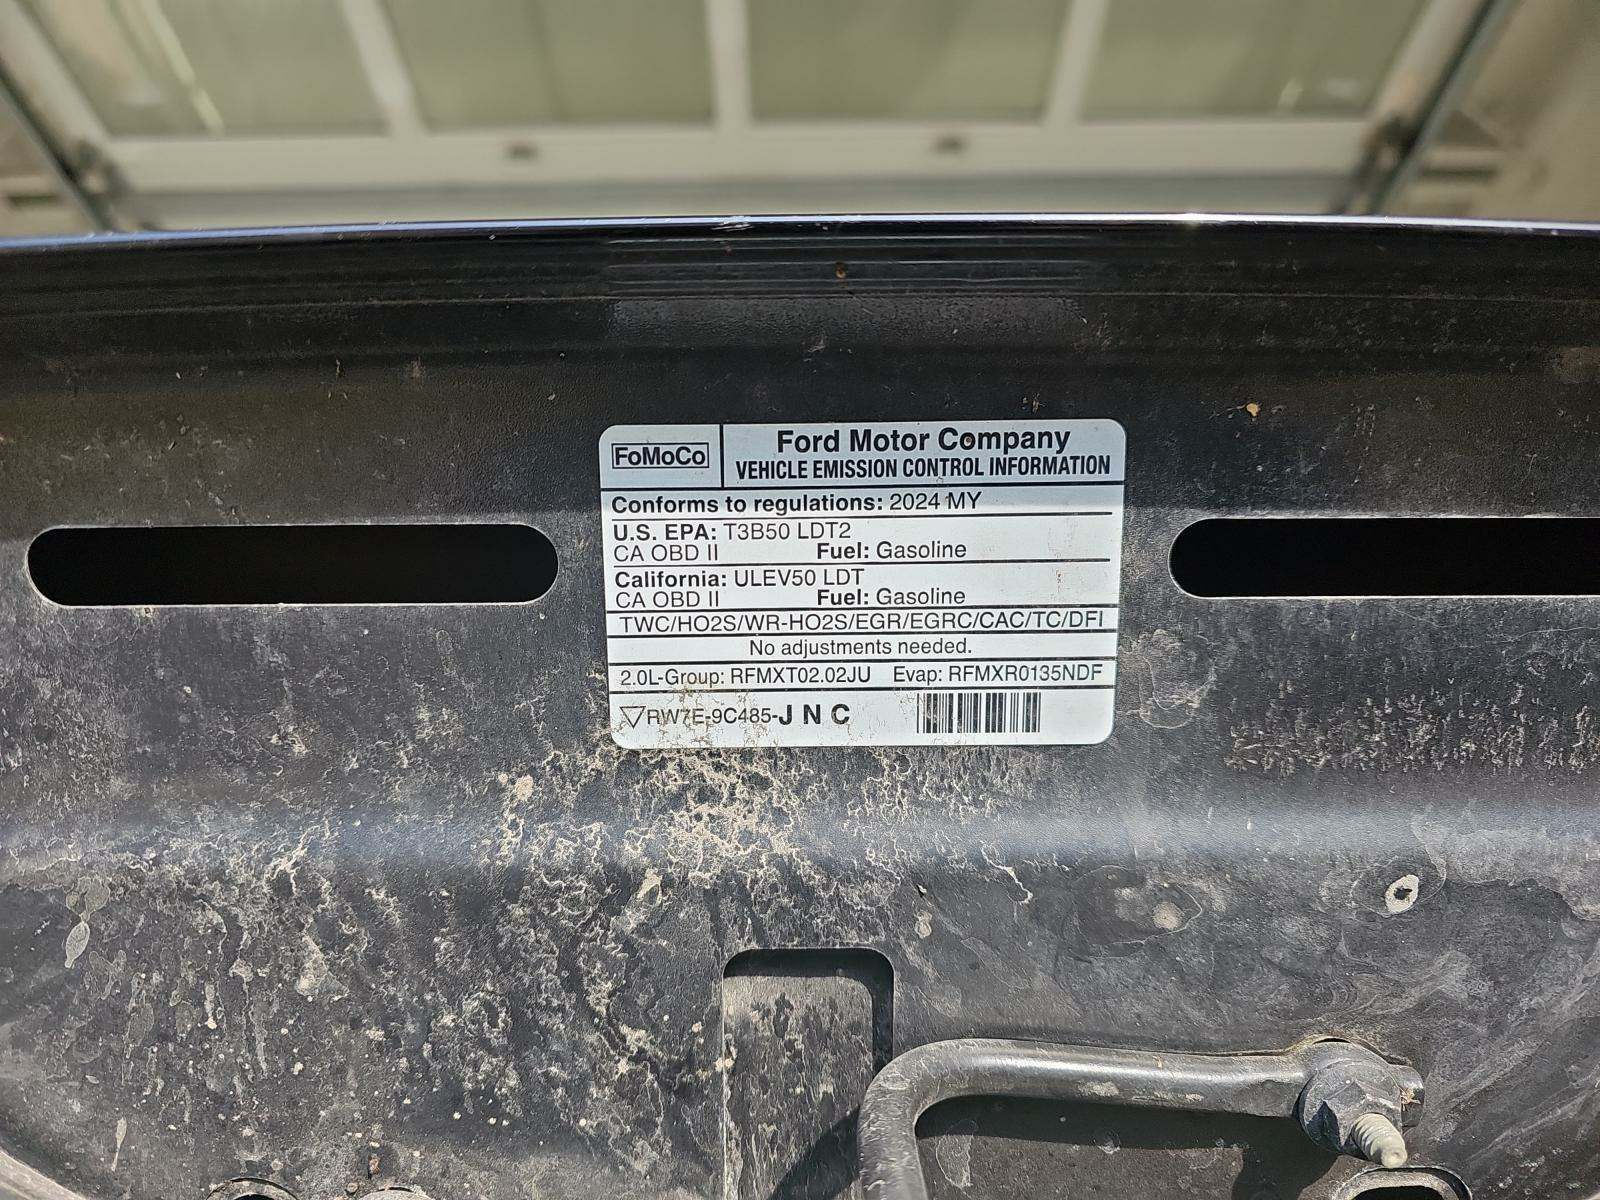 FoMoCo
Ford Motor Company
VEHICLE EMISSION CONTROL INFORMATION
Conforms to regulations: 2024 MY
U.S. EPA: T3B50 LDT2
CA OBD II Fuel: Gasoline
California: ULEV50 LDT
CA OBD II Fuel: Gasoline
TWC/HO2S/WR-HO2S/EGR/EGRC/CAC/TC/DFI
No adjustments needed.
2.0L-Group: RFMXT02.02JU Evap: RFMXR0135NDF
RW7E-9C485-J N C